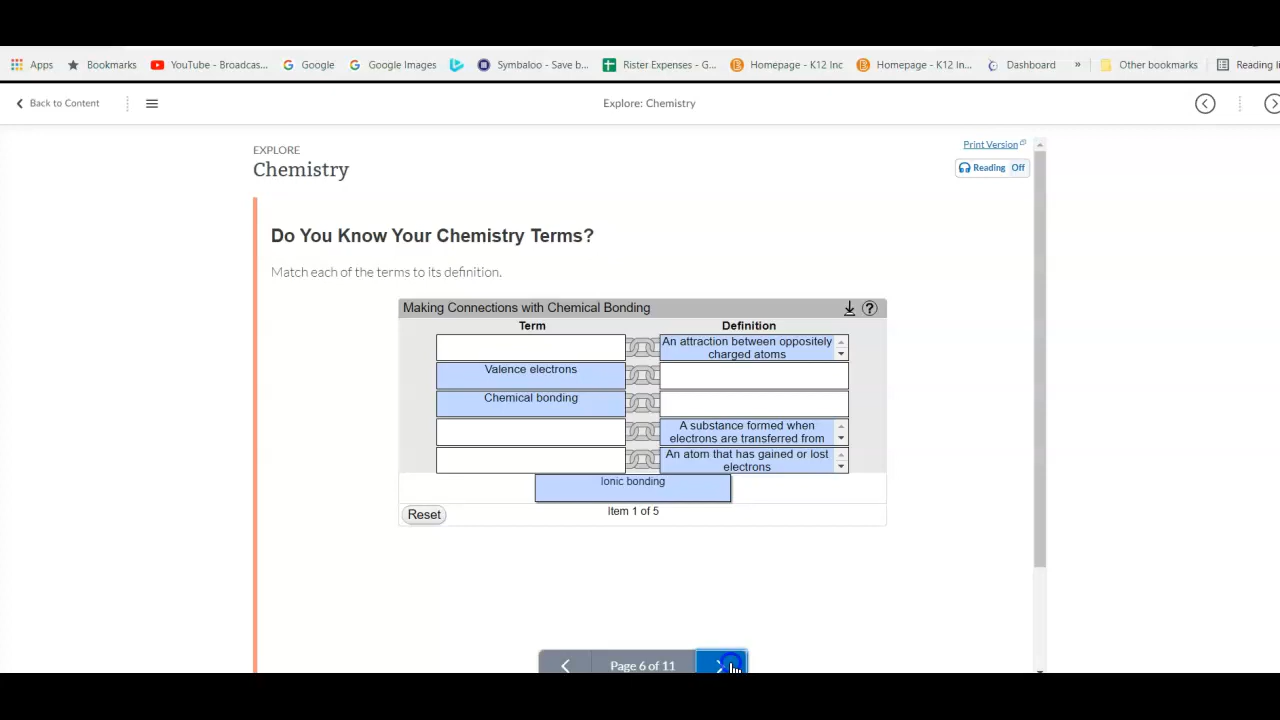 Apps Bookmarks YouTube - Broadcas... Google Google Images Symbaloo - Save b... Rister Expenses - G... Homepage - K12 Inc Homepage - K12 In... Dashboard » Other bookmarks Reading li
Back to Content Explore: Chemistry
EXPLORE
Chemistry
Print Version
Reading Off
Do You Know Your Chemistry Terms?
Match each of the terms to its definition.
Making Connections with Chemical Bonding ?
Term Definition
An attraction between oppositely
charged atoms
Valence electrons
Chemical bonding
A substance formed when
electrons are transferred from
An atom that has gained or lost
electrons
Ionic bonding
Item 1 of 5
Reset
Page 6 of 11